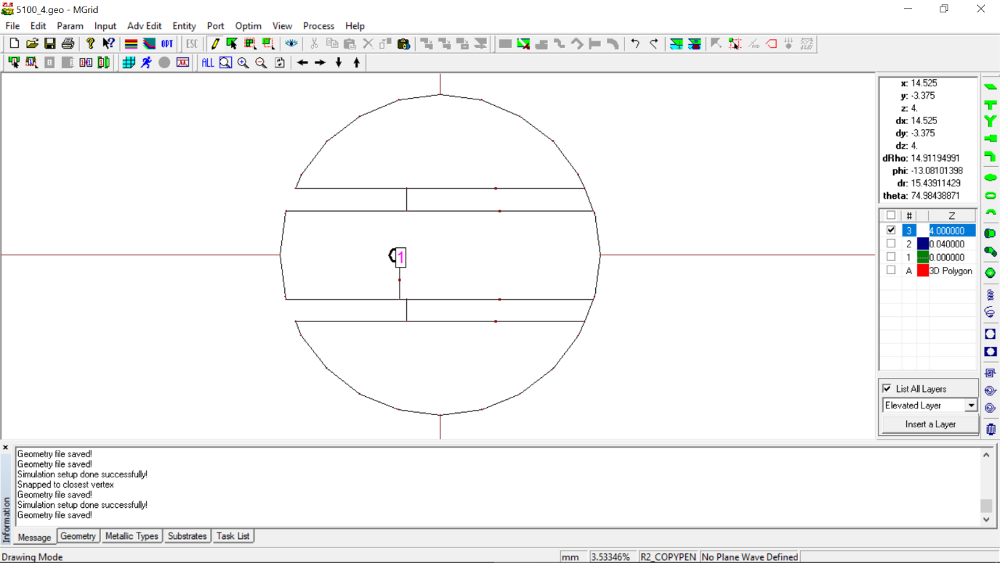 5100_4.geo - MGrid
File Edit Param Input Adv Edit Entity Port Optim View Process Help
OPT ESC
ALL
x: 14.525
y: -3.375
z: 4.
dx: 14.525
dy: -3.375
dz: 4.
dRho: 14.91194991
phi: -13.08101398
dr: 15.43911429
theta: 74.98438871
# Z
3 4.000000
2 0.040000
1 0.000000
A 3D Polygon
1
List All Layers
Elevated Layer
Insert a Layer
Information
Geometry file saved!
Geometry file saved!
Simulation setup done successfully!
Snapped to closest vertex
Geometry file saved!
Simulation setup done successfully!
Geometry file saved!
Message Geometry Metallic Types Substrates Task List
Drawing Mode mm 3.53346% R2_COPYPEN No Plane Wave Defined